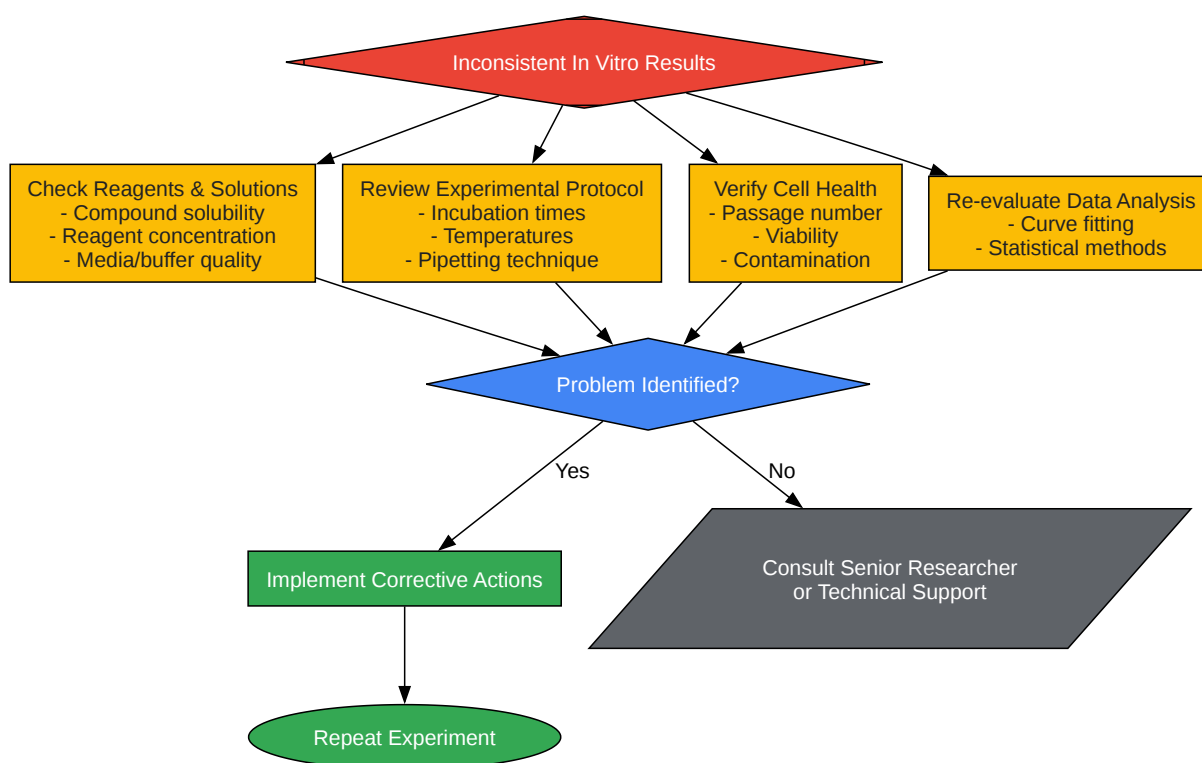 Inconsistent In Vitro Results
Check Reagents & Solutions
- Compound solubility
- Reagent concentration
- Media/buffer quality
Review Experimental Protocol
- Incubation times
- Temperatures
- Pipetting technique
Verify Cell Health
- Passage number
- Viability
- Contamination
Re-evaluate Data Analysis
- Curve fitting
- Statistical methods
Problem Identified?
Yes
No
Implement Corrective Actions
Consult Senior Researcher
or Technical Support
Repeat Experiment